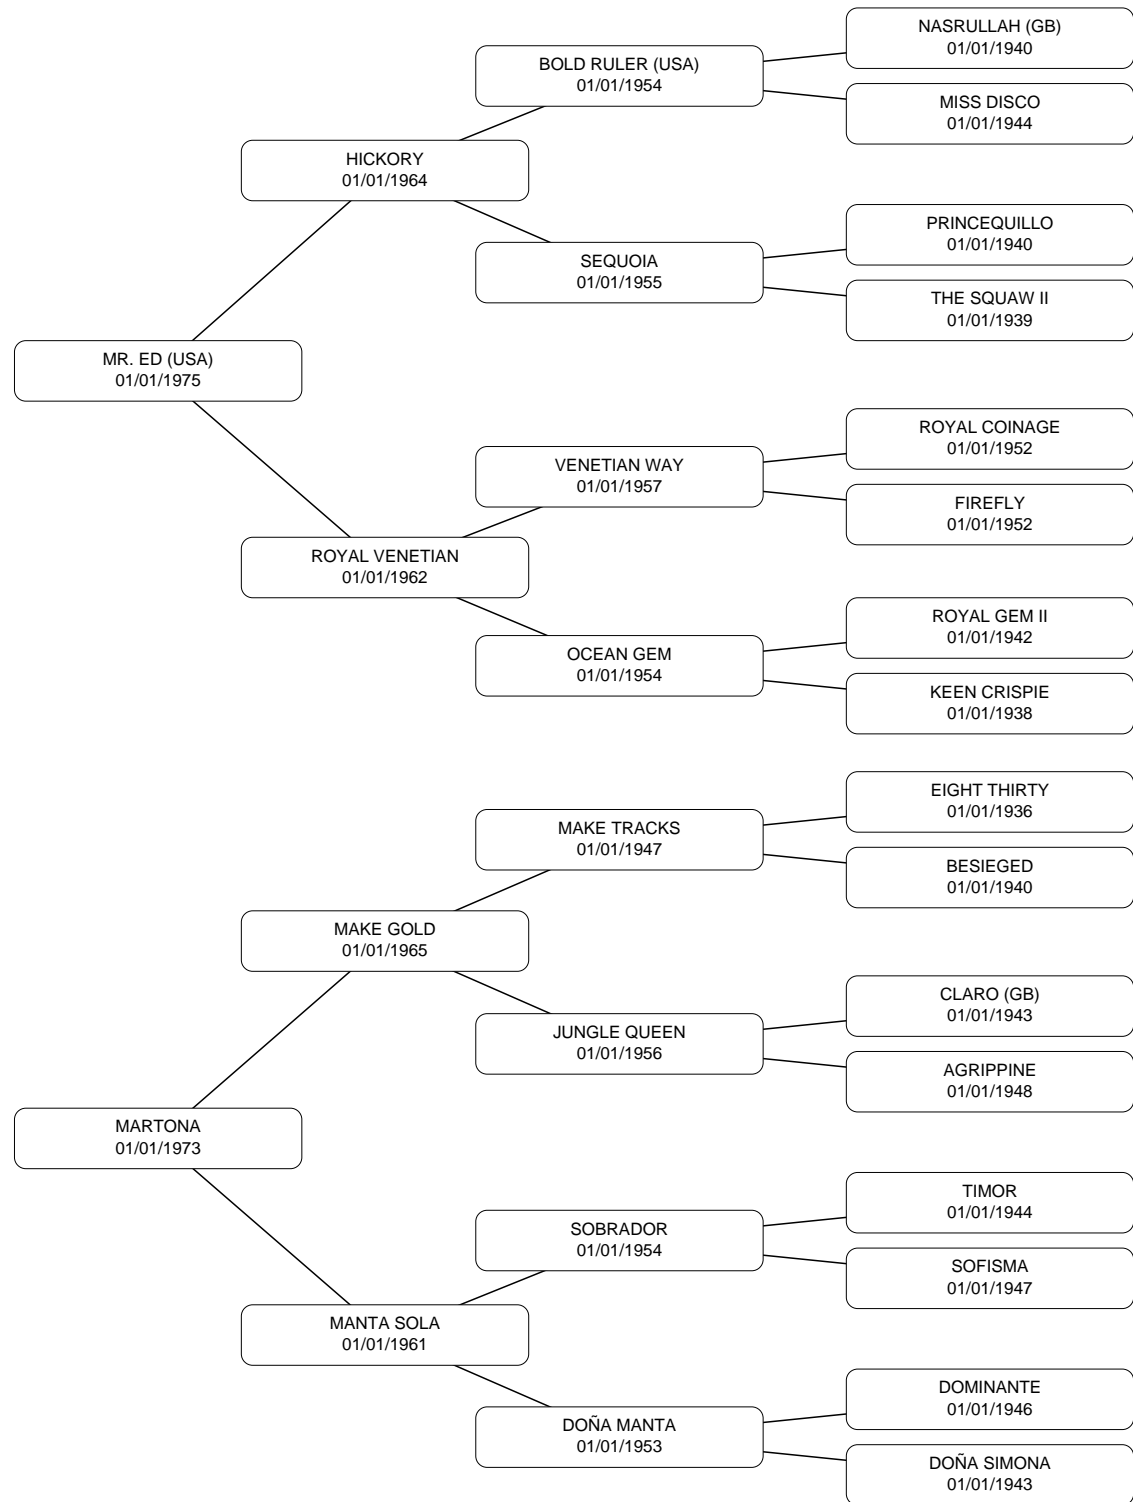 NASRULLAH (GB)
01/01/1940
BOLD RULER (USA)
01/01/1954
MISS DISCO
01/01/1944
HICKORY
01/01/1964
PRINCEQUILLO
01/01/1940
SEQUOIA
01/01/1955
THE SQUAW II
01/01/1939
MR. ED (USA)
01/01/1975
ROYAL COINAGE
01/01/1952
VENETIAN WAY
01/01/1957
FIREFLY
01/01/1952
ROYAL VENETIAN
01/01/1962
ROYAL GEM II
01/01/1942
OCEAN GEM
01/01/1954
KEEN CRISPIE
01/01/1938
EIGHT THIRTY
01/01/1936
MAKE TRACKS
01/01/1947
BESIEGED
01/01/1940
MAKE GOLD
01/01/1965
CLARO (GB)
01/01/1943
JUNGLE QUEEN
01/01/1956
AGRIPPINE
01/01/1948
MARTONA
01/01/1973
TIMOR
01/01/1944
SOBRADOR
01/01/1954
SOFISMA
01/01/1947
MANTA SOLA
01/01/1961
DOMINANTE
01/01/1946
DOÑA MANTA
01/01/1953
DOÑA SIMONA
01/01/1943